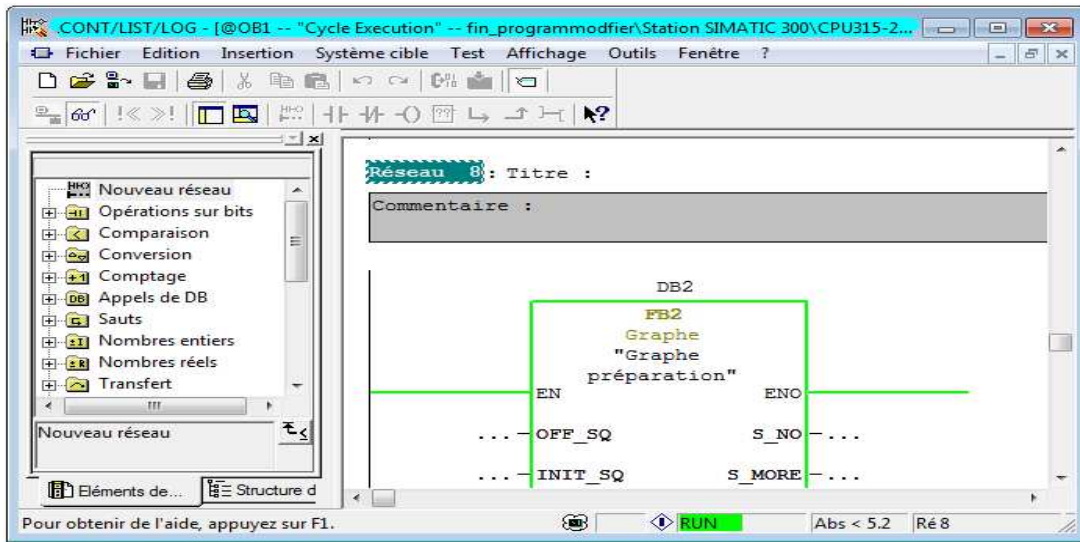 CONT/LIST/LOG - [@OB1 -- "Cycle Execution" -- fin_programmodfier\Station SIMATIC 300\CPU315-2...
Fichier Edition Insertion Système cible Test Affichage Outils Fenêtre ?
Nouveau réseau
Opérations sur bits
Comparaison
Conversion
Comptage
Appels de DB
Sauts
Nombres entiers
Nombres réels
Transfert
Nouveau réseau
Eléments de... Structure d
Réseau 8 : Titre :
Commentaire :
DB2
FB2
Graphe
"Graphe
préparation"
EN ENO
... OFF_SQ S_NO ...
... INIT_SQ S_MORE ...
Pour obtenir de l'aide, appuyez sur F1. RUN Abs < 5.2 Ré 8